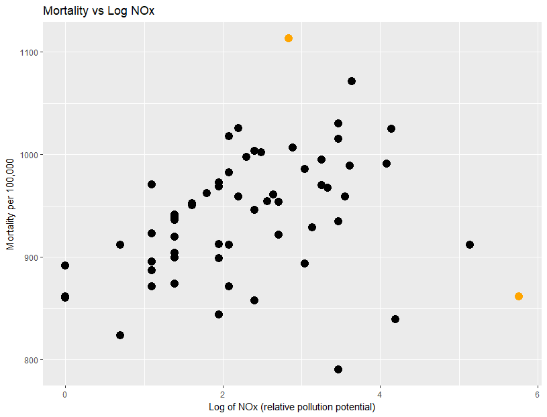 Mortality vs Log NOx
1100
1000
900
800
Mortality per 100,000
0 2 4 6
Log of NOx (relative pollution potential)